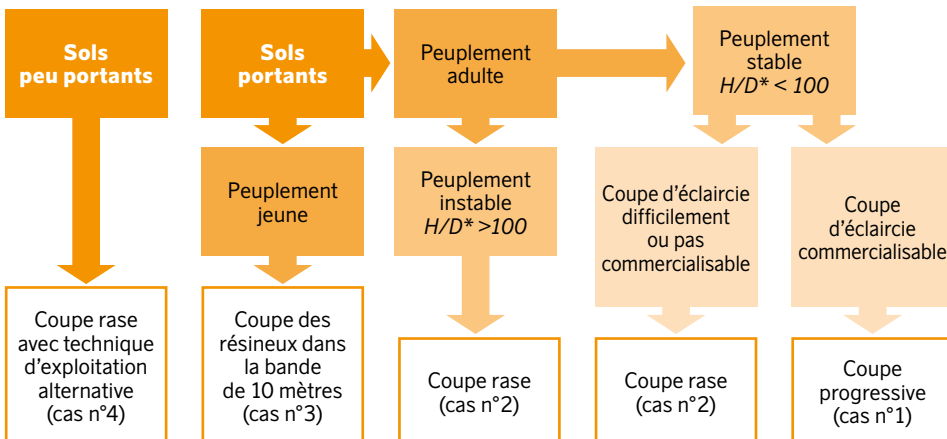 Sols
peu portants
Sols
portants
Peuplement
adulte
Peuplement
stable
H/D* < 100
Peuplement
jeune
Peuplement
instable
H/D* >100
Coupe d'éclaircie
difficilement
ou pas
commercialisable
Coupe
d'éclaircie
commercialisable
Coupe rase
avec technique
d'exploitation
alternative
(cas n°4)
Coupe des
résineux dans
la bande
de 10 mètres
(cas n°3)
Coupe rase
(cas n°2)
Coupe rase
(cas n°2)
Coupe
progressive
(cas n°1)